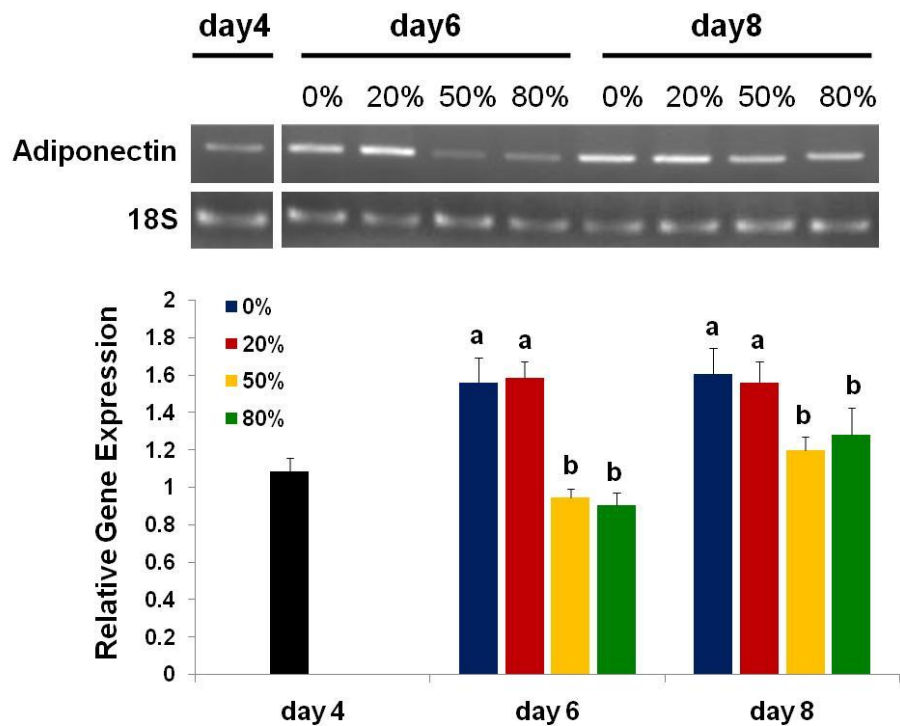 day4 day6 day8
0% 20% 50% 80% 0% 20% 50% 80%
Adiponectin
18S
Relative Gene Expression
2
1.8
1.6
1.4
1.2
1
0.8
0.6
0.4
0.2
0
0%
20%
50%
80%
a a b b a a b b
day 4 day 6 day 8